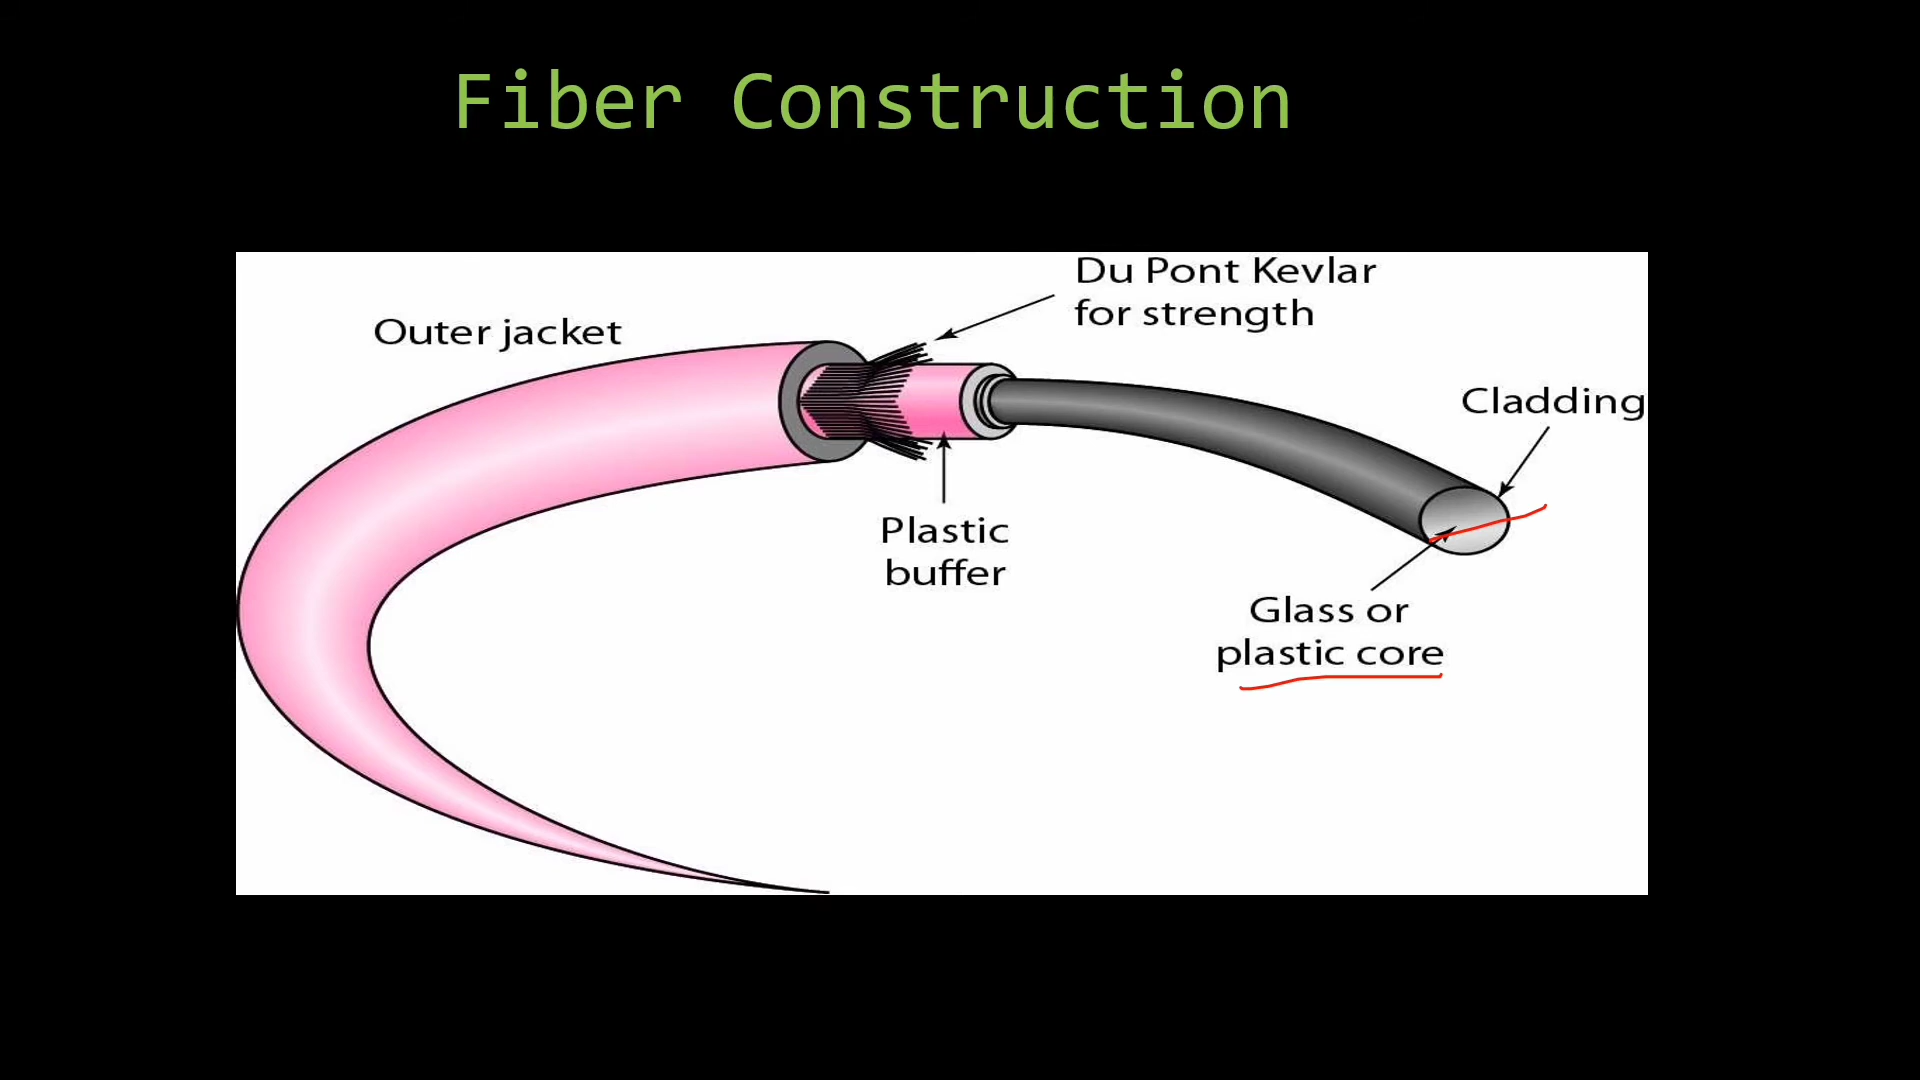 Fiber Construction
Du Pont Kevlar
for strength
Outer jacket
Cladding
Plastic
buffer
Glass or
plastic core